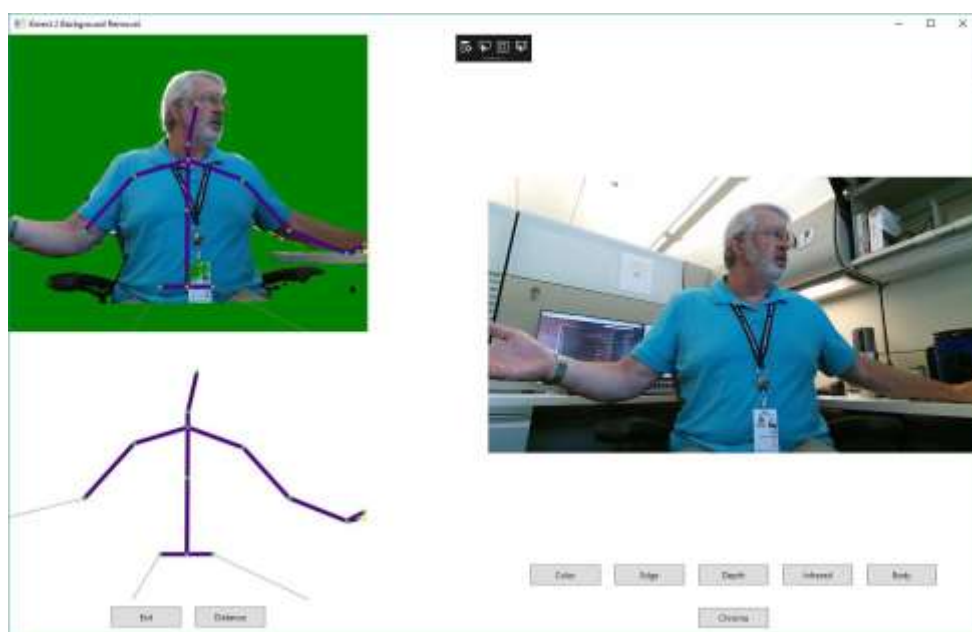 Kinect 2 Background Removal
Color Edge Depth Infrared Body
Exit Distance
Chroma